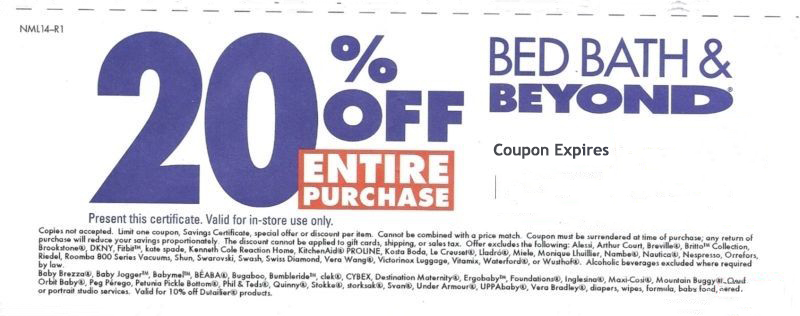 NML14–R1
20% OFF
ENTIRE
PURCHASE
BED BATH &
BEYOND®
Coupon Expires
Present this certificate. Valid for in-store use only.
Copies not accepted. Limit one coupon, Savings Certificate, special offer or discount per item. Cannot be combined with a price match. Coupon must be surrendered at time of purchase; any return of
purchase will reduce your savings proportionately. The discount cannot be applied to gift cards, shipping, or sales tax. Offer excludes the following: Alessi, Arthur Court, Breville®, Britto™ Collection,
Brookstone®, DKNY, Fitbit™, kate spade, Kenneth Cole Reaction Home, KitchenAid® PROLINE, Kosta Boda, Le Creuset®, Lladró®, Miele, Monique Lhuillier, Nambe®, Nautica®, Nespresso, Orrefors,
Riedel, Roomba 800 Series Vacuums, Shun, Swarovski, Swash, Swiss Diamond, Vera Wang®, Victorinox Luggage, Vitamix, Waterford®, or Wusthof®. Alcoholic beverages excluded where required
by law.
Baby Brezza®, Baby Jogger™, Babymel™, BÉABA®, Bugaboo, Bumbleride™, clek®, CYBEX, Destination Maternity®, Ergobaby™, Foundations®, Inglesina®, Maxi-Cosi®, Mountain Buggy®,
Orbit Baby®, Peg Pérego, Petunia Pickle Bottom®, Phil & Teds®, Quinny®, Stokke®, storksak®, Svan®, Under Armour®, UPPAbaby®, Vera Bradley®, diapers, wipes, formula, baby food,
or portrait studio services. Valid for 10% off Dutailier® products.